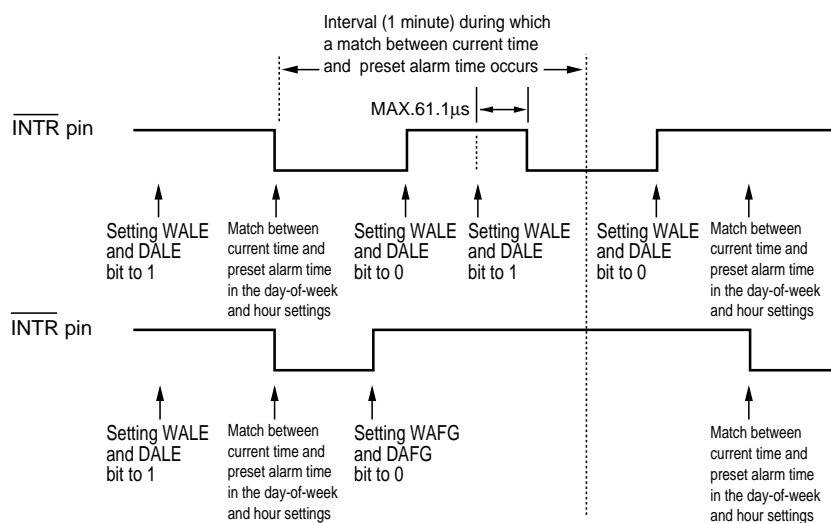 Interval (1 minute) during which
a match between current time
and preset alarm time occurs
MAX.61.1μs
INTR pin
Setting WALE
and DALE
bit to 1
Match between
current time and
preset alarm time
in the day-of-week
and hour settings
Setting WALE
and DALE
bit to 0
Setting WALE
and DALE
bit to 1
Setting WALE
and DALE
bit to 0
Match between
current time and
preset alarm time
in the day-of-week
and hour settings
INTR pin
Setting WALE
and DALE
bit to 1
Match between
current time and
preset alarm time
in the day-of-week
and hour settings
Setting WAFG
and DAFG
bit to 0
Match between
current time and
preset alarm time
in the day-of-week
and hour settings